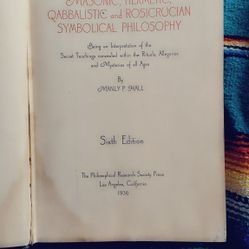 MASONIC, HERMETIC,
QABBALISTIC and ROSICRUCIAN
SYMBOLICAL PHILOSOPHY
Being an Interpretation of the
Secret Teachings concealed within the Rituals, Allegories
and Mysteries of all Ages
By
MANLY P. HALL
Sixth Edition
The Philosophical Research Society Press
Los Angeles, California
1936